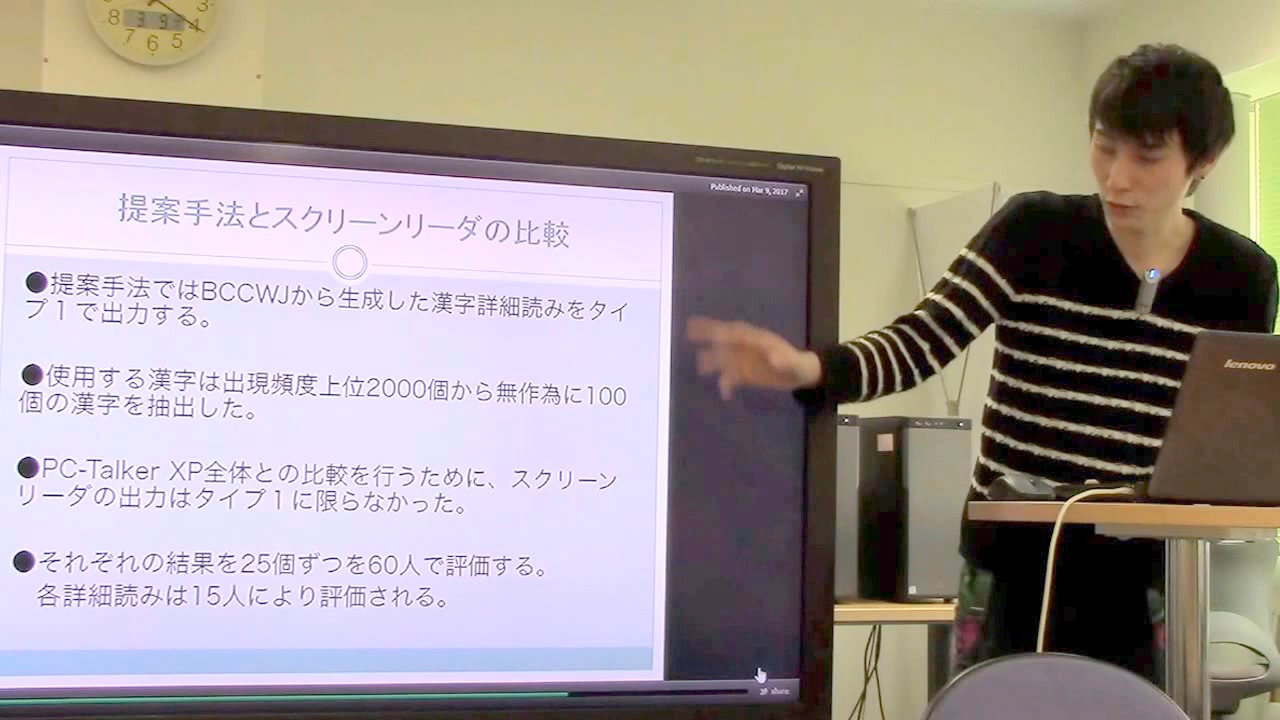 8 3 9 4
7 6 5
Published on Mar 9, 2017
提案手法とスクリーンリーダの比較
●提案手法ではBCCWJから生成した漢字詳細読みをタイ
プ１で出力する。
●使用する漢字は出現頻度上位2000個から無作為に100
個の漢字を抽出した。
●PC-Talker XP全体との比較を行うために、スクリーン
リーダの出力はタイプ１に限らなかった。
●それぞれの結果を25個ずつを60人で評価する。
各詳細読みは15人により評価される。
share
lenovo